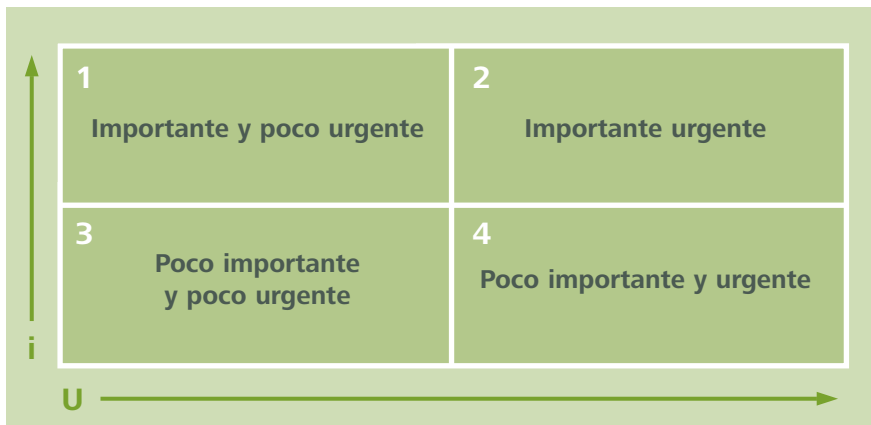 1
Importante y poco urgente
2
Importante urgente
3
Poco importante
y poco urgente
4
Poco importante y urgente
i
U